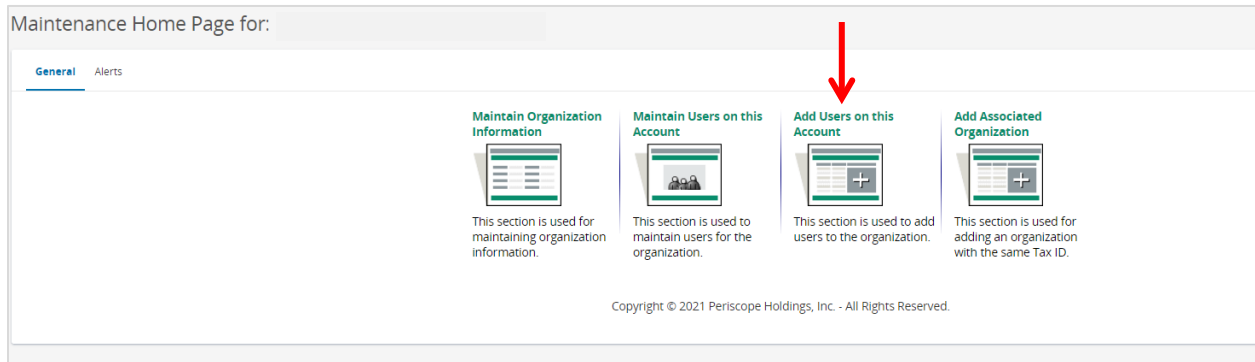 Maintenance Home Page for:
General Alerts
Maintain Organization
Information
This section is used for
maintaining organization
information.
Maintain Users on this
Account
This section is used to
maintain users for the
organization.
Add Users on this
Account
This section is used to add
users to the organization.
Add Associated
Organization
This section is used for
adding an organization
with the same Tax ID.
Copyright © 2021 Periscope Holdings, Inc. - All Rights Reserved.